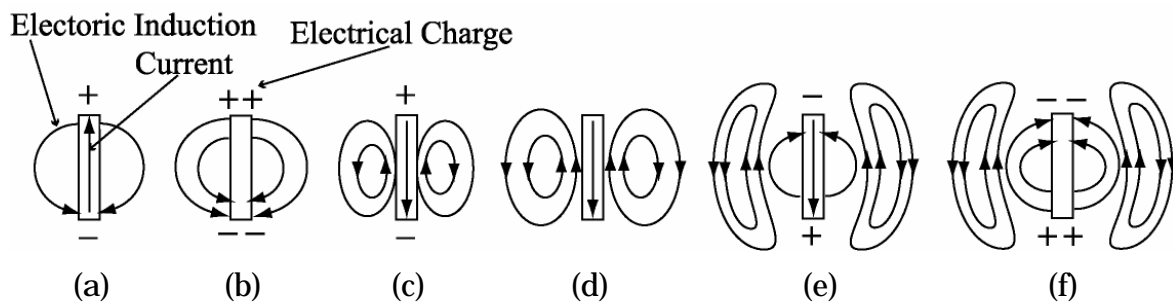 Electoric Induction
Current
Electrical Charge
+ ++ + − − −
− −− − + ++
(a) (b) (c) (d) (e) (f)